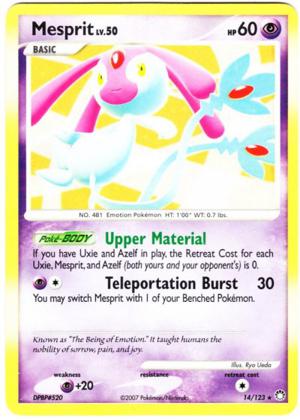 Mesprit LV.50 HP 60
BASIC
NO. 481 Emotion Pokémon HT: 1'00" WT: 0.7 lbs.
Poké-BODY Upper Material
If you have Uxie and Azelf in play, the Retreat Cost for each
Uxie, Mesprit, and Azelf (both yours and your opponent's) is 0.
Teleportation Burst 30
You may switch Mesprit with 1 of your Benched Pokémon.
Illus. Ryo Ueda
Known as "The Being of Emotion." It taught humans the
nobility of sorrow, pain, and joy.
weakness resistance retreat cost
+20
DPBP#520 ©2007 Pokémon/Nintendo 14/123 ★